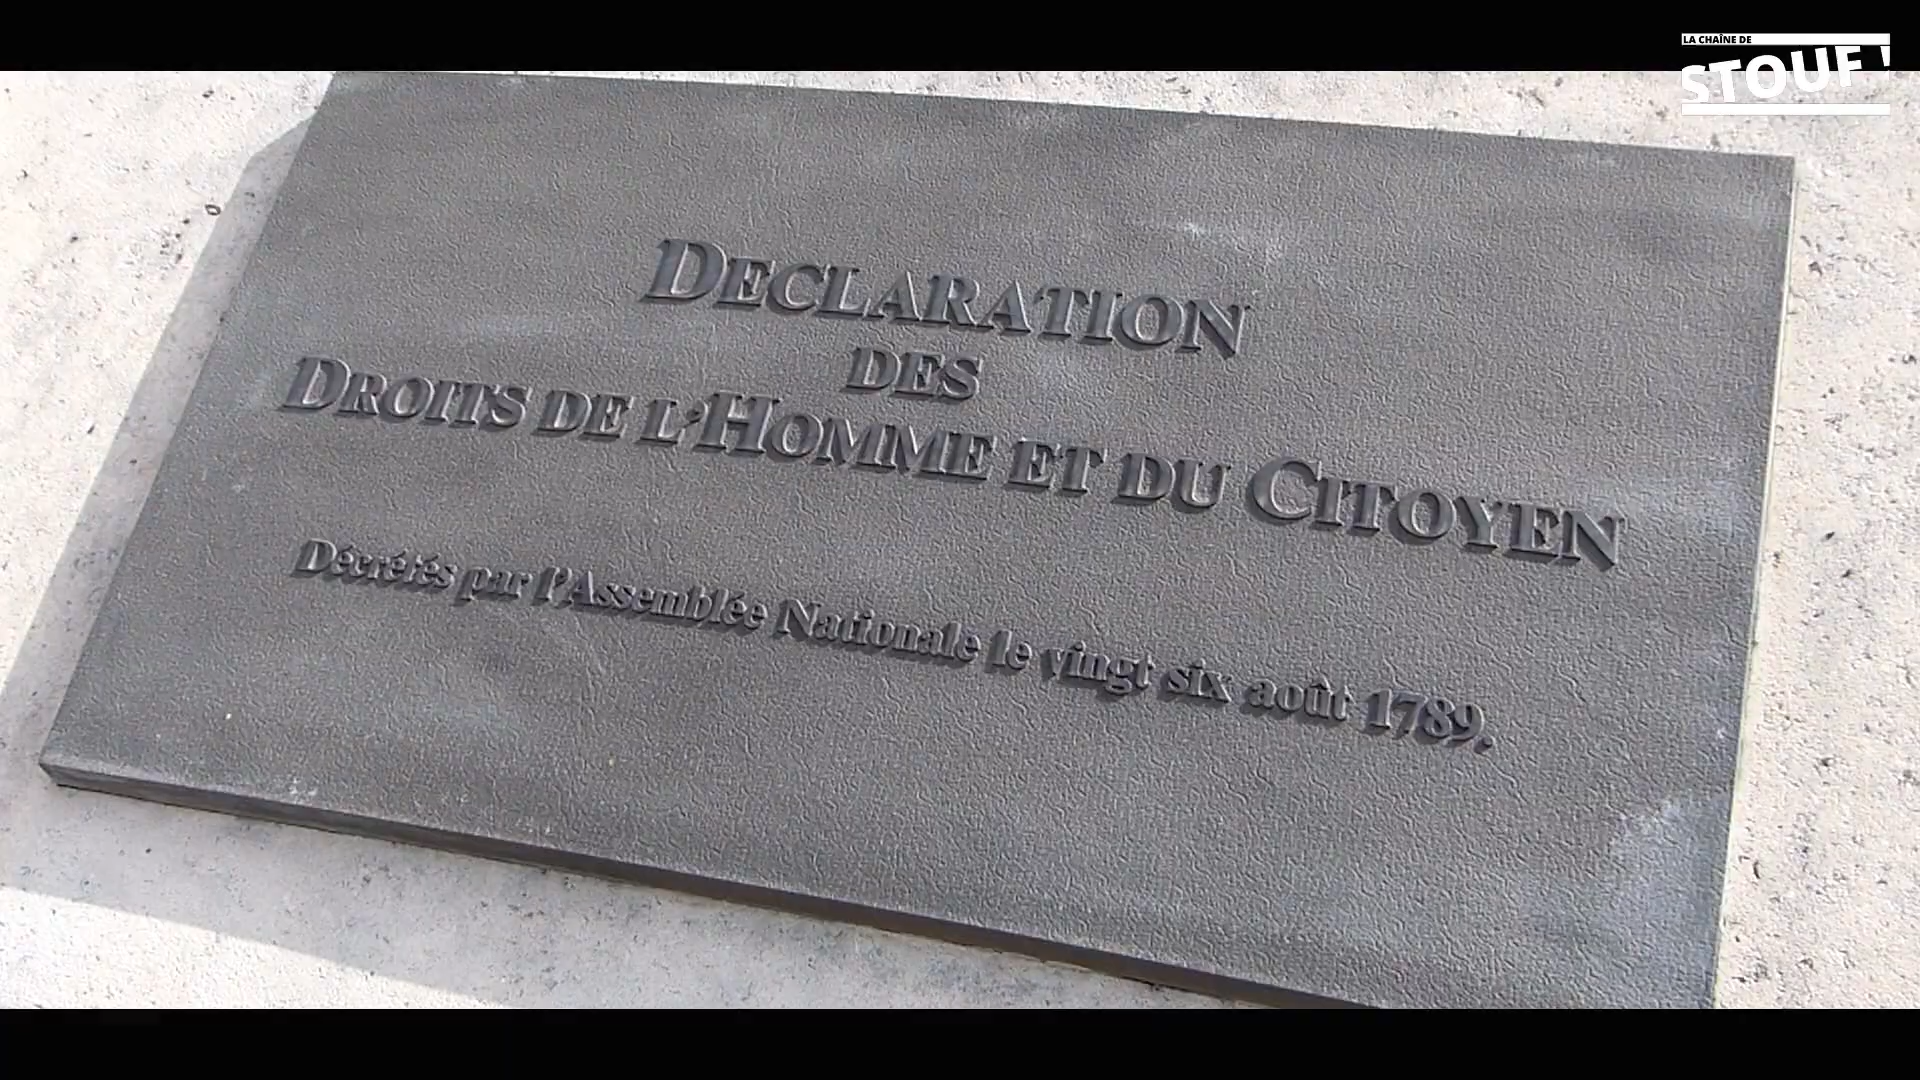 LA CHAÎNE DE
STOUF !
DECLARATION
DES
DROITS DE L'HOMME ET DU CITOYEN
Décrétés par l'Assemblée Nationale le vingt six août 1789.